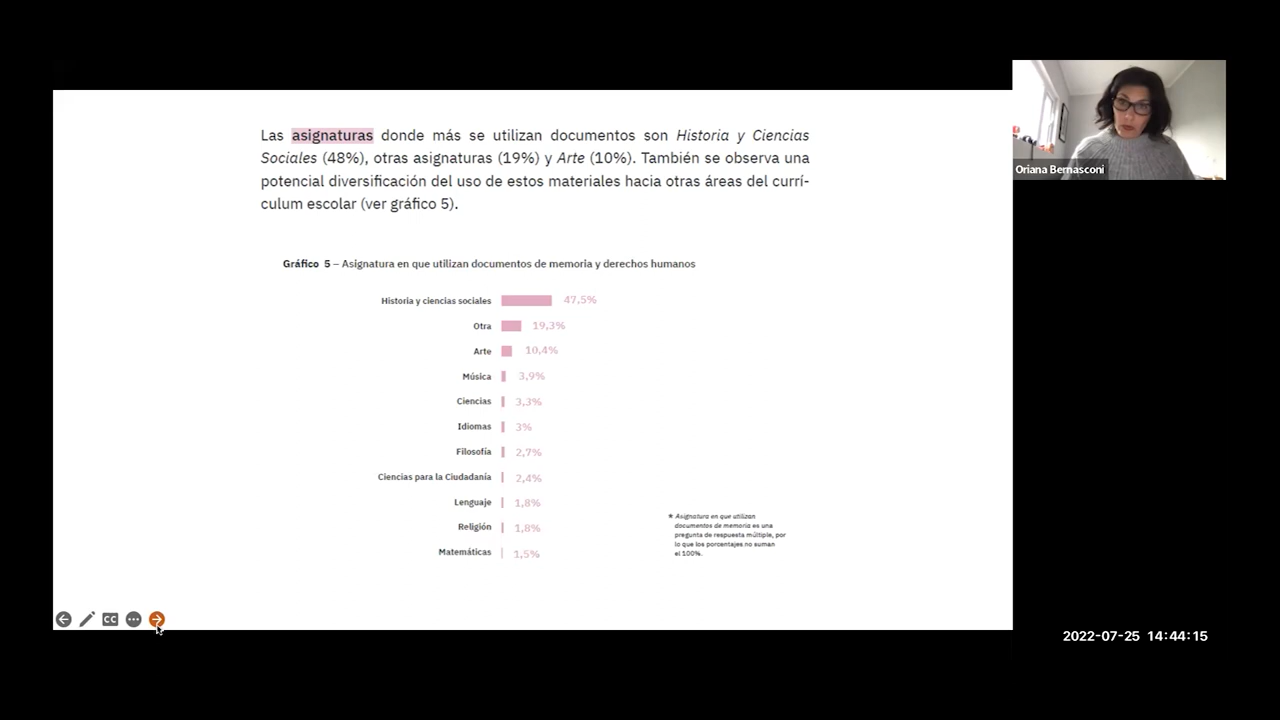 Las asignaturas donde más se utilizan documentos son Historia y Ciencias
Sociales (48%), otras asignaturas (19%) y Arte (10%). También se observa una
potencial diversificación del uso de estos materiales hacia otras áreas del currí-
culum escolar (ver gráfico 5).
Gráfico 5 – Asignatura en que utilizan documentos de memoria y derechos humanos
Historia y ciencias sociales 47,5%
Otra 19,3%
Arte 10,4%
Música 3,9%
Ciencias 3,3%
Idiomas 3%
Filosofía 2,7%
Ciencias para la Ciudadanía 2,4%
Lenguaje 1,8%
Religión 1,8%
Matemáticas 1,5%
* Asignatura en que utilizan
documentos de memoria es una
pregunta de respuesta múltiple, por
lo que los porcentajes no suman
el 100%.
CC
Oriana Bernasconi
2022-07-25 14:44:15